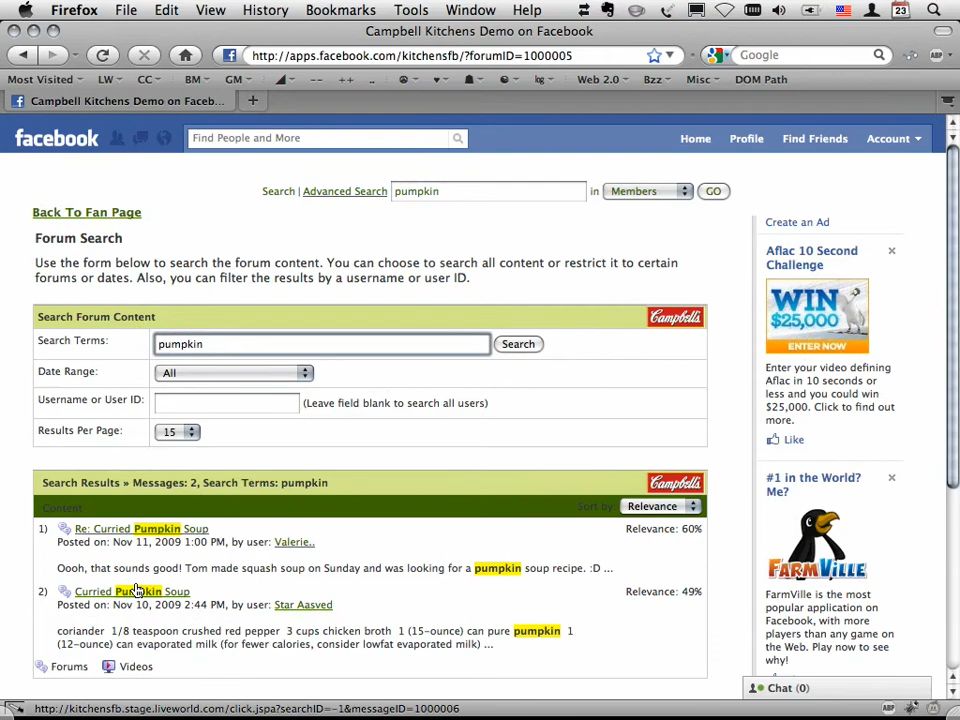 Firefox File Edit View History Bookmarks Tools Window Help 23
Campbell Kitchens Demo on Facebook
http://apps.facebook.com/kitchensfb/?forumID=1000005
Google
ABP
Most Visited LW CC BM GM -- ++ .. log Web 2.0 Bzz Misc DOM Path
Campbell Kitchens Demo on Faceb...
facebook
Find People and More
Home Profile Find Friends Account
Search | Advanced Search pumpkin in Members GO
Back To Fan Page
Forum Search
Use the form below to search the forum content. You can choose to search all content or restrict it to certain
forums or dates. Also, you can filter the results by a username or user ID.
Search Forum Content
Campbell's
Search Terms: pumpkin Search
Date Range: All
Username or User ID: (Leave field blank to search all users)
Results Per Page: 15
Search Results » Messages: 2, Search Terms: pumpkin
Campbell's
Content Sort by: Relevance
1) Re: Curried Pumpkin Soup Relevance: 60%
Posted on: Nov 11, 2009 1:00 PM, by user: Valerie..
Oooh, that sounds good! Tom made squash soup on Sunday and was looking for a pumpkin soup recipe. :D ...
2) Curried Pumpkin Soup Relevance: 49%
Posted on: Nov 10, 2009 2:44 PM, by user: Star Aasved
coriander 1/8 teaspoon crushed red pepper 3 cups chicken broth 1 (15-ounce) can pure pumpkin 1
(12-ounce) can evaporated milk (for fewer calories, consider lowfat evaporated milk) ...
Forums Videos
Create an Ad
Aflac 10 Second
Challenge
WIN
$25,000
Enter your video defining
Aflac in 10 seconds or
less and you could win
$25,000. Click to find out
more.
Like
#1 in the World?
Me?
FARMVILLE
FarmVille is the most
popular application on
Facebook, with more
players than any game on
the Web. Play now to see
why!
Chat (0)
http://kitchensfb.stage.liveworld.com/click.jspa?searchID=-1&messageID=1000006
ABP